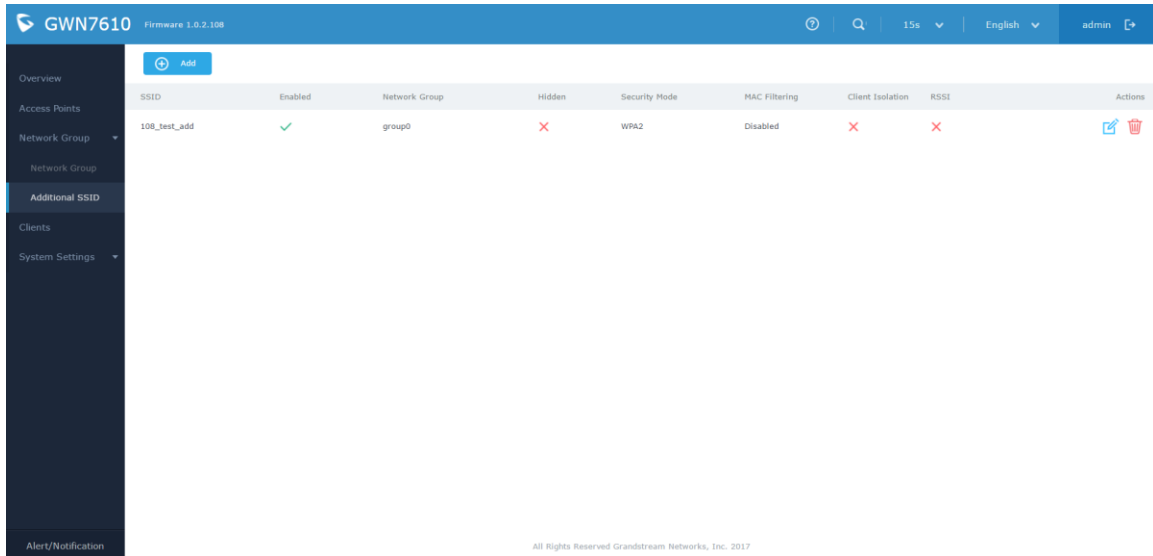 GWN7610 Firmware 1.0.2.108 15s English admin
Add
Overview
Access Points
Network Group
Network Group
Additional SSID
Clients
System Settings
Alert/Notification
SSID Enabled Network Group Hidden Security Mode MAC Filtering Client Isolation RSSI Actions
108_test_add group0 WPA2 Disabled
All Rights Reserved Grandstream Networks, Inc. 2017